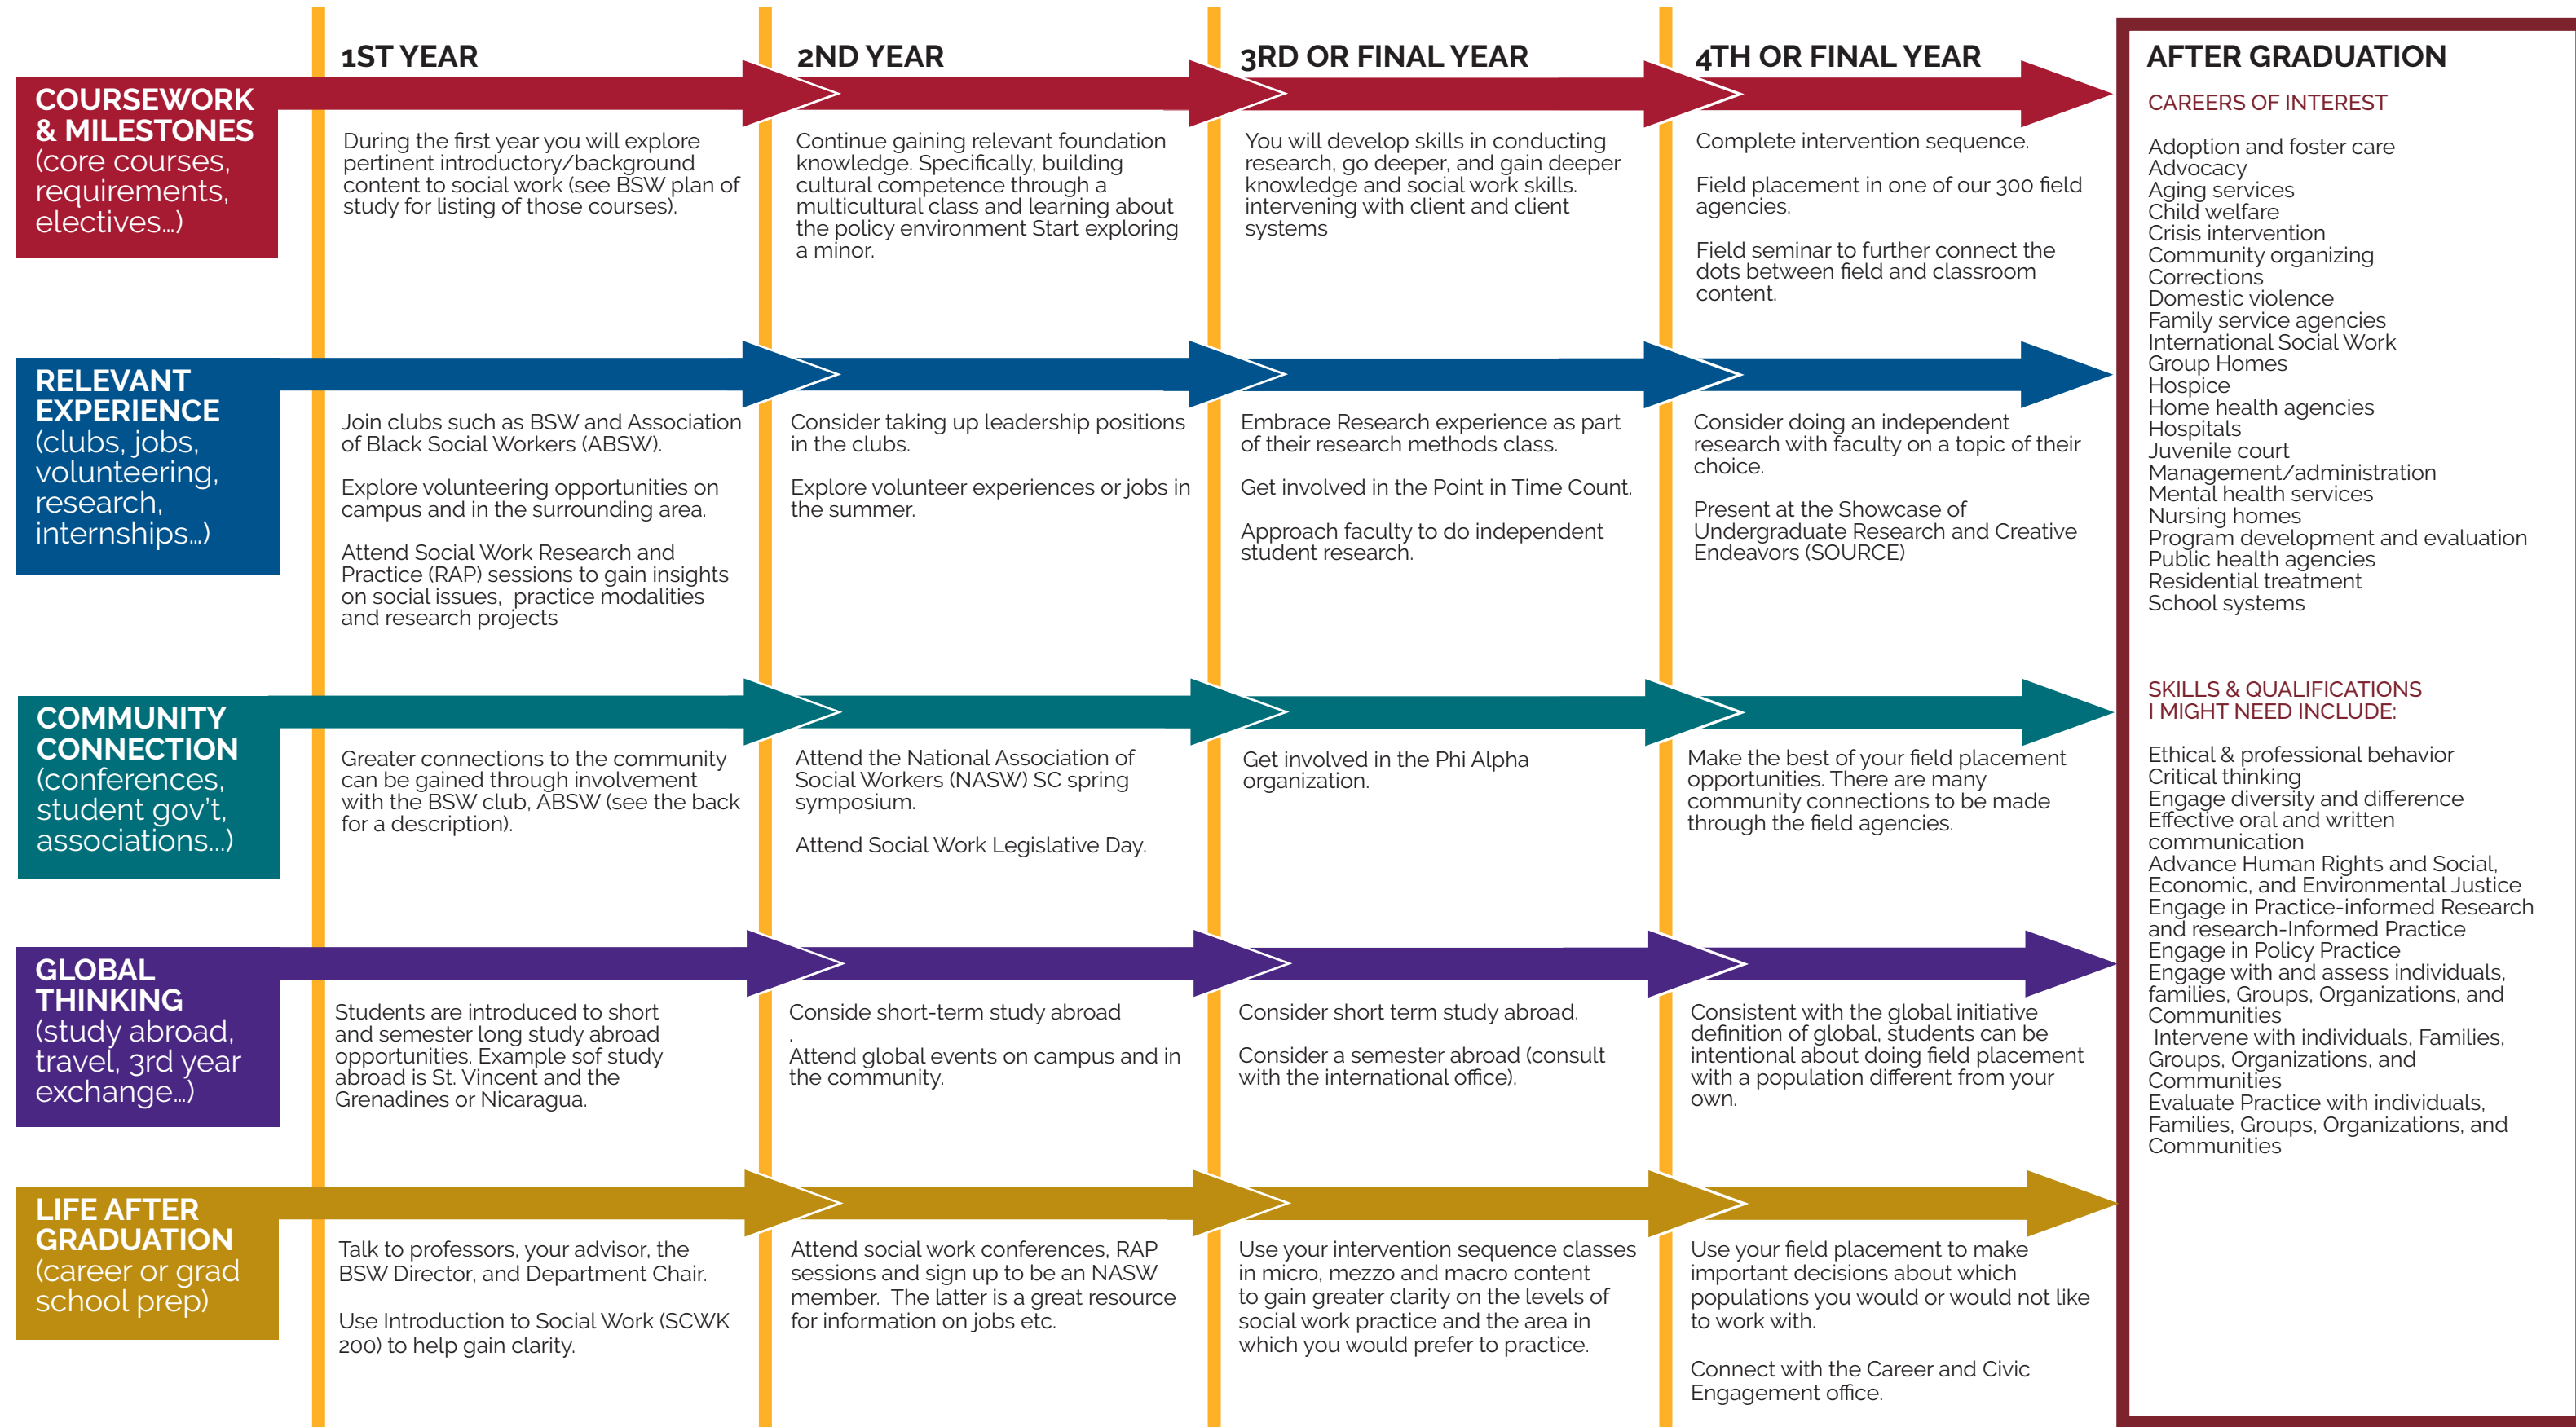 1ST YEAR
2ND YEAR
3RD OR FINAL YEAR
4TH OR FINAL YEAR
COURSEWORK
& MILESTONES
(core courses,
requirements,
electives…)
During the first year you will explore
pertinent introductory/background
content to social work (see BSW plan of
study for listing of those courses).
Continue gaining relevant foundation
knowledge. Specifically, building
cultural competence through a
multicultural class and learning about
the policy environment Start exploring
a minor.
You will develop skills in conducting
research, go deeper, and gain deeper
knowledge and social work skills.
intervening with client and client
systems
Complete intervention sequence.
Field placement in one of our 300 field
agencies.
Field seminar to further connect the
dots between field and classroom
content.
RELEVANT
EXPERIENCE
(clubs, jobs,
volunteering,
research,
internships…)
Join clubs such as BSW and Association
of Black Social Workers (ABSW).
Explore volunteering opportunities on
campus and in the surrounding area.
Attend Social Work Research and
Practice (RAP) sessions to gain insights
on social issues,  practice modalities
and research projects
Consider taking up leadership positions
in the clubs.
Explore volunteer experiences or jobs in
the summer.
Embrace Research experience as part
of their research methods class.
Get involved in the Point in Time Count.
Approach faculty to do independent
student research.
Consider doing an independent
research with faculty on a topic of their
choice.
Present at the Showcase of
Undergraduate Research and Creative
Endeavors (SOURCE)
COMMUNITY
CONNECTION
(conferences,
student gov't,
associations...)
Greater connections to the community
can be gained through involvement
with the BSW club, ABSW (see the back
for a description).
Attend the National Association of
Social Workers (NASW) SC spring
symposium.
Attend Social Work Legislative Day.
Get involved in the Phi Alpha
organization.
Make the best of your field placement
opportunities. There are many
community connections to be made
through the field agencies.
GLOBAL
THINKING
(study abroad,
travel, 3rd year
exchange…)
Students are introduced to short
and semester long study abroad
opportunities. Example sof study
abroad is St. Vincent and the
Grenadines or Nicaragua.
Conside short-term study abroad
.
Attend global events on campus and in
the community.
Consider short term study abroad.
Consider a semester abroad (consult
with the international office).
Consistent with the global initiative
definition of global, students can be
intentional about doing field placement
with a population different from your
own.
LIFE AFTER
GRADUATION
(career or grad
school prep)
Talk to professors, your advisor, the
BSW Director, and Department Chair.
Use Introduction to Social Work (SCWK
200) to help gain clarity.
Attend social work conferences, RAP
sessions and sign up to be an NASW
member.  The latter is a great resource
for information on jobs etc.
Use your intervention sequence classes
in micro, mezzo and macro content
to gain greater clarity on the levels of
social work practice and the area in
which you would prefer to practice.
Use your field placement to make
important decisions about which
populations you would or would not like
to work with.
Connect with the Career and Civic
Engagement office.
AFTER GRADUATION
CAREERS OF INTEREST
Adoption and foster care
Advocacy
Aging services
Child welfare
Crisis intervention
Community organizing
Corrections
Domestic violence
Family service agencies
International Social Work
Group Homes
Hospice
Home health agencies
Hospitals
Juvenile court
Management/administration
Mental health services
Nursing homes
Program development and evaluation
Public health agencies
Residential treatment
School systems
SKILLS & QUALIFICATIONS
I MIGHT NEED INCLUDE:
Ethical & professional behavior
Critical thinking
Engage diversity and difference
Effective oral and written
communication
Advance Human Rights and Social,
Economic, and Environmental Justice
Engage in Practice-informed Research
and research-Informed Practice
Engage in Policy Practice
Engage with and assess individuals,
families, Groups, Organizations, and
Communities
Intervene with individuals, Families,
Groups, Organizations, and
Communities
Evaluate Practice with individuals,
Families, Groups, Organizations, and
Communities